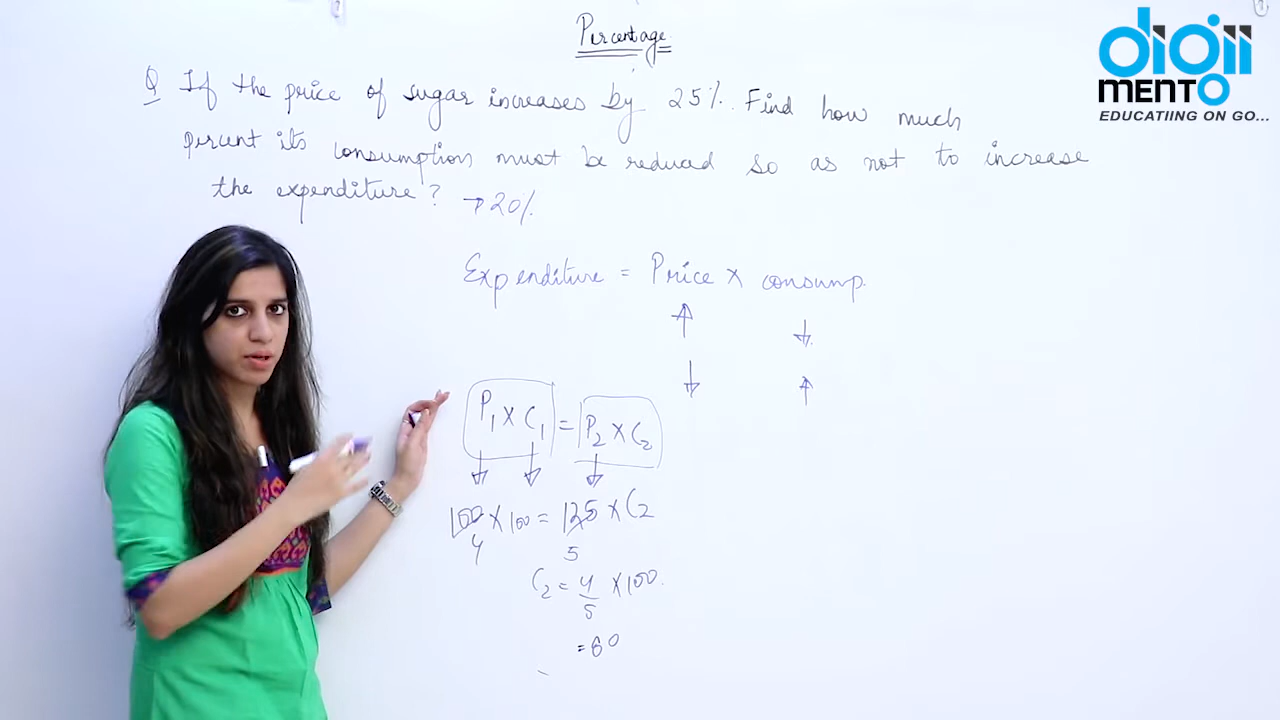 Percentage
Q If the price of sugar increases by 25%. Find how much
percent its consumption must be reduced so as not to increase
the expenditure? → 20%
Expenditure = Price × consump.
↑ ↓
↓ ↑
P₁ × C₁ = P₂ × C₂
100 × 100 = 125 × C₂
4 5
C₂ = 4/5 × 100.
= 80
digii
MENTO
EDUCATIING ON GO...